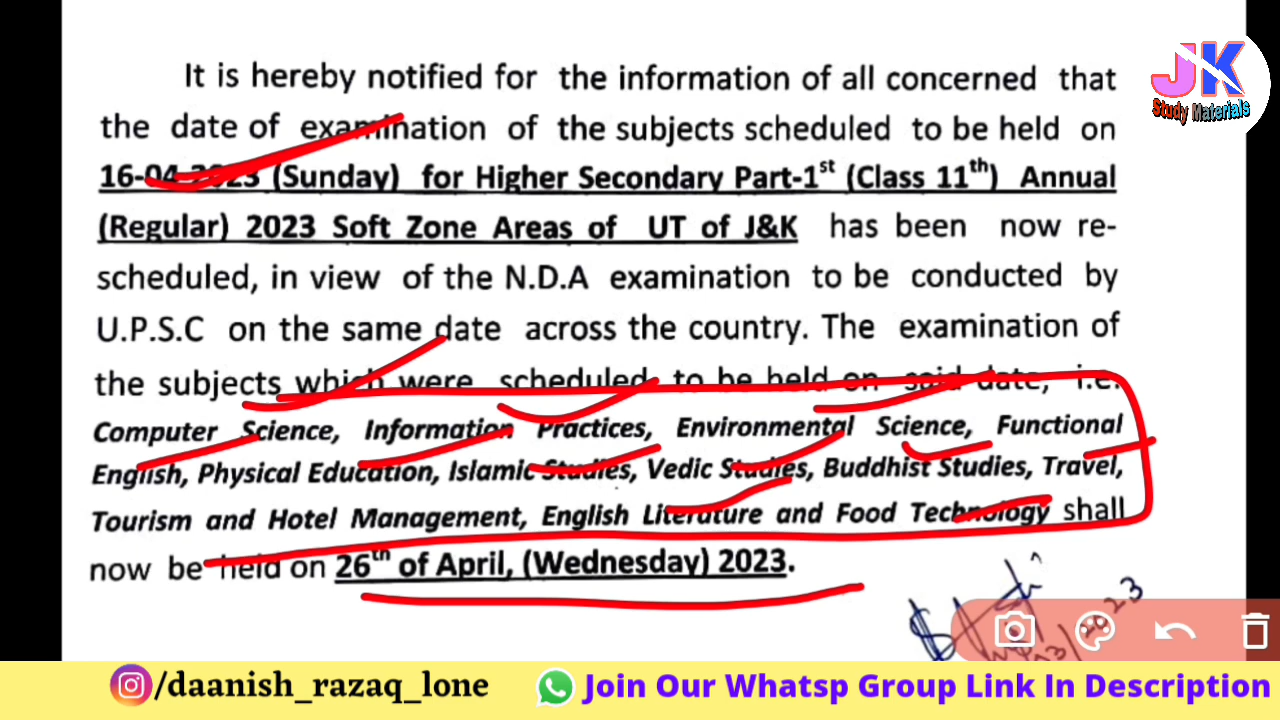 It is hereby notified for the information of all concerned that
the date of examination of the subjects scheduled to be held on
16-04-2023 (Sunday) for Higher Secondary Part-1st (Class 11th) Annual
(Regular) 2023 Soft Zone Areas of UT of J&K has been now re-
scheduled, in view of the N.D.A examination to be conducted by
U.P.S.C on the same date across the country. The examination of
the subjects which were scheduled to be held on said date, i.e.
Computer Science, Information Practices, Environmental Science, Functional
English, Physical Education, Islamic Studies, Vedic Studies, Buddhist Studies, Travel,
Tourism and Hotel Management, English Literature and Food Technology shall
now be held on 26th of April, (Wednesday) 2023.
JK
Study Materials
/daanish_razaq_lone
Join Our Whatsp Group Link In Description